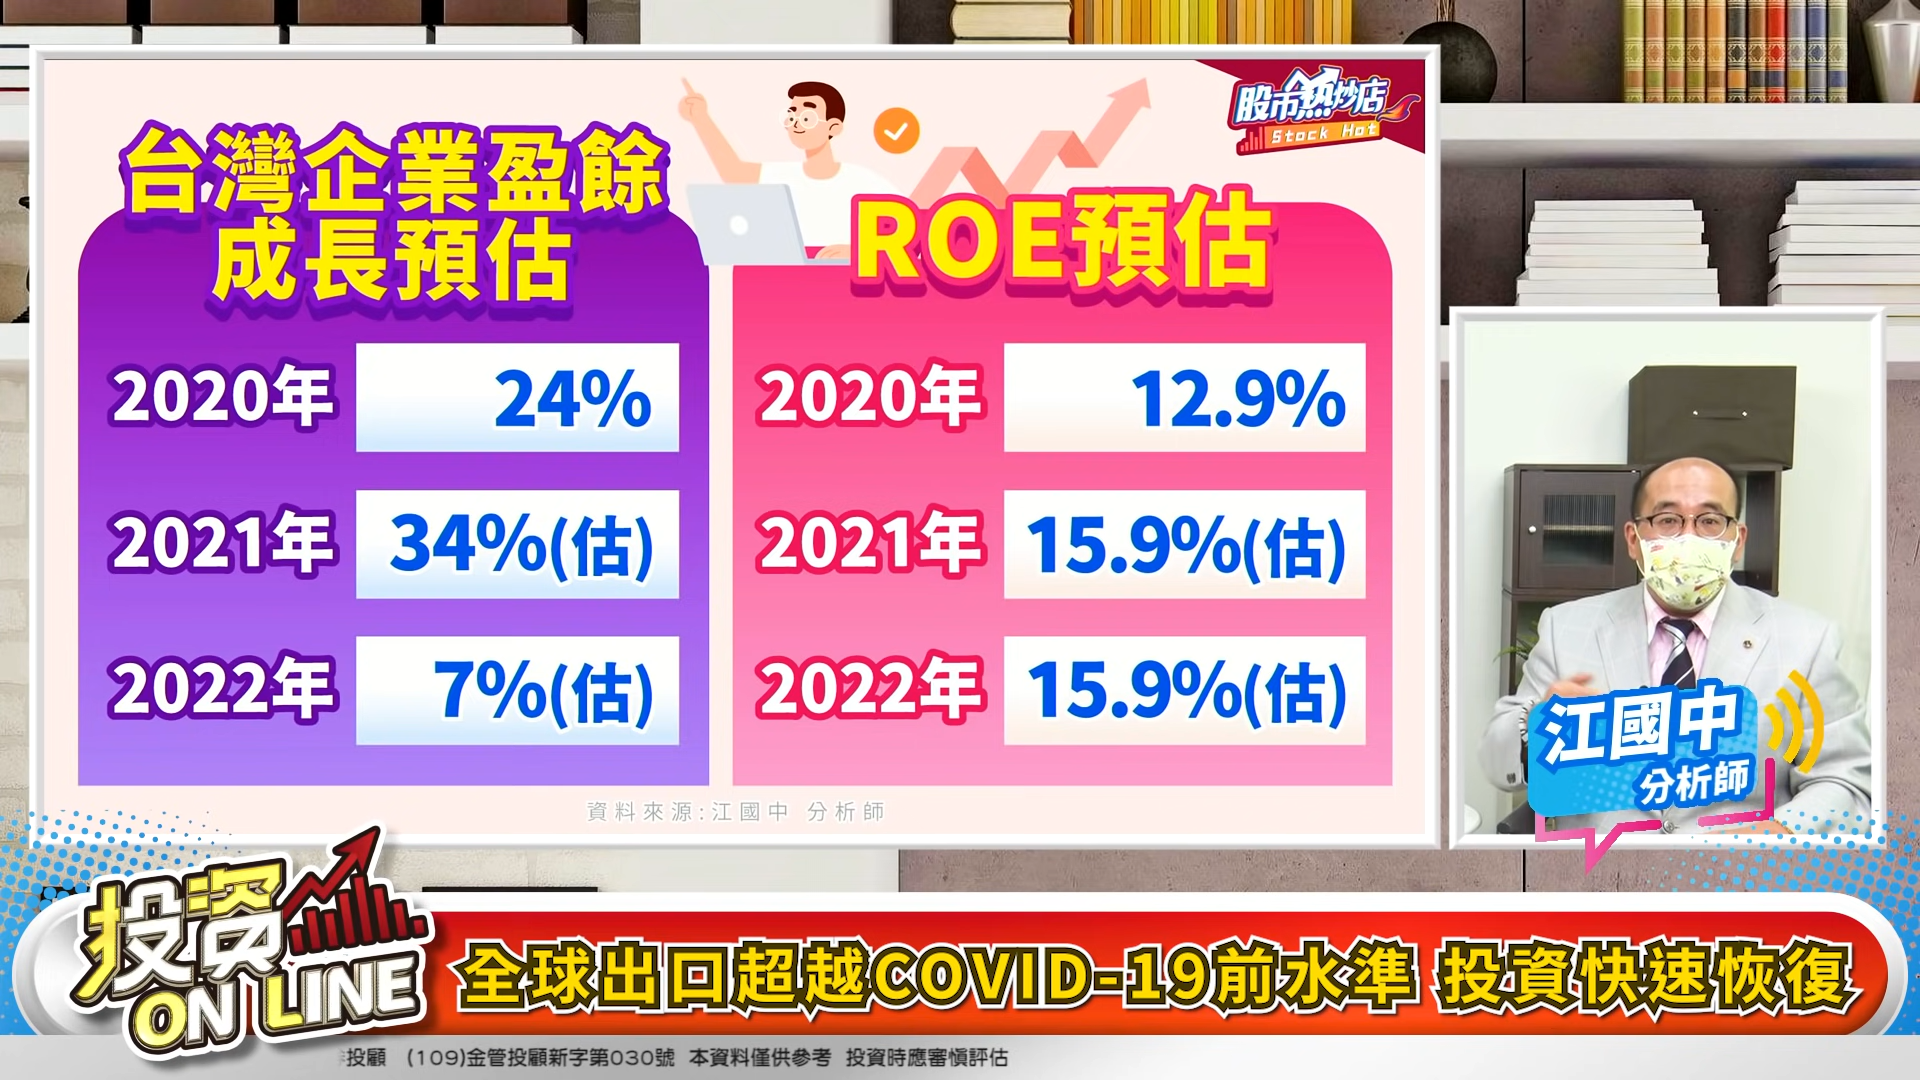 股市熱炒店
Stock Hot
台灣企業盈餘
成長預估
2020年 24%
2021年 34%(估)
2022年 7%(估)
ROE預估
2020年 12.9%
2021年 15.9%(估)
2022年 15.9%(估)
資料來源:江國中 分析師
江國中
分析師
投資
ON LINE
全球出口超越COVID-19前水準 投資快速恢復
投顧 (109)金管投顧新字第030號 本資料僅供參考 投資時應審慎評估